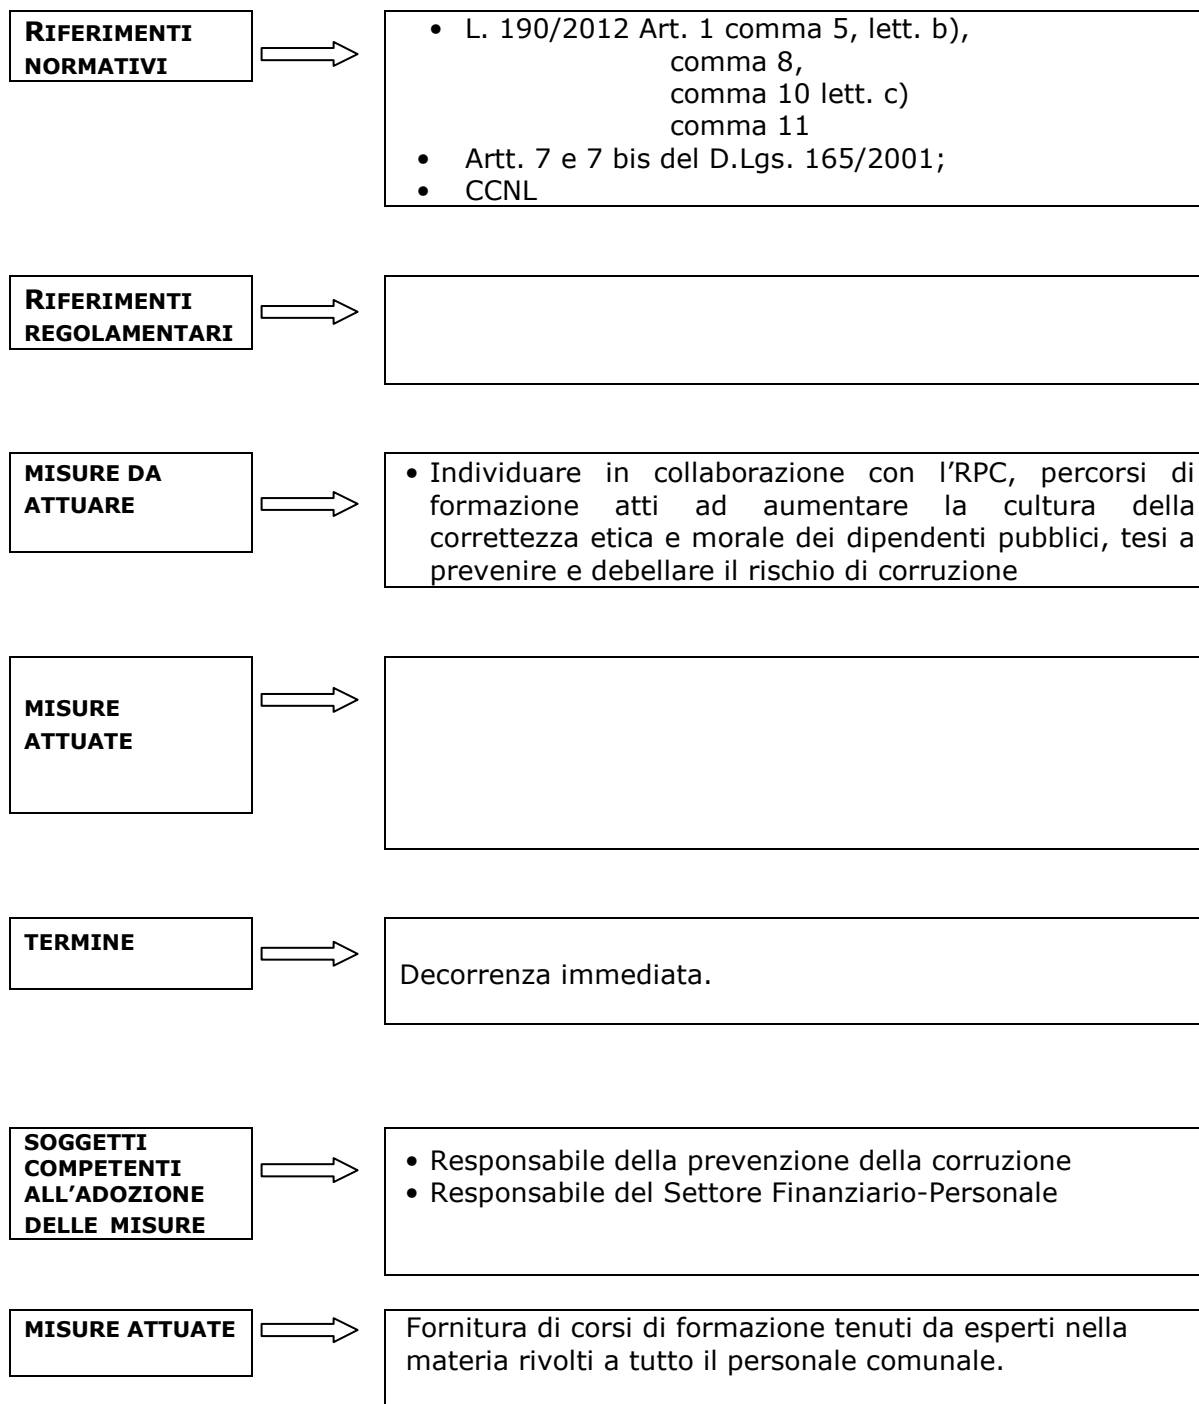 RIFERIMENTI
NORMATIVI
• L. 190/2012 Art. 1 comma 5, lett. b),
comma 8,
comma 10 lett. c)
comma 11
• Artt. 7 e 7 bis del D.Lgs. 165/2001;
• CCNL
RIFERIMENTI
REGOLAMENTARI
MISURE DA
ATTUARE
• Individuare in collaborazione con l’RPC, percorsi di
formazione atti ad aumentare la cultura della
correttezza etica e morale dei dipendenti pubblici, tesi a
prevenire e debellare il rischio di corruzione
MISURE
ATTUATE
TERMINE
Decorrenza immediata.
SOGGETTI
COMPETENTI
ALL’ADOZIONE
DELLE MISURE
• Responsabile della prevenzione della corruzione
• Responsabile del Settore Finanziario-Personale
MISURE ATTUATE
Fornitura di corsi di formazione tenuti da esperti nella
materia rivolti a tutto il personale comunale.